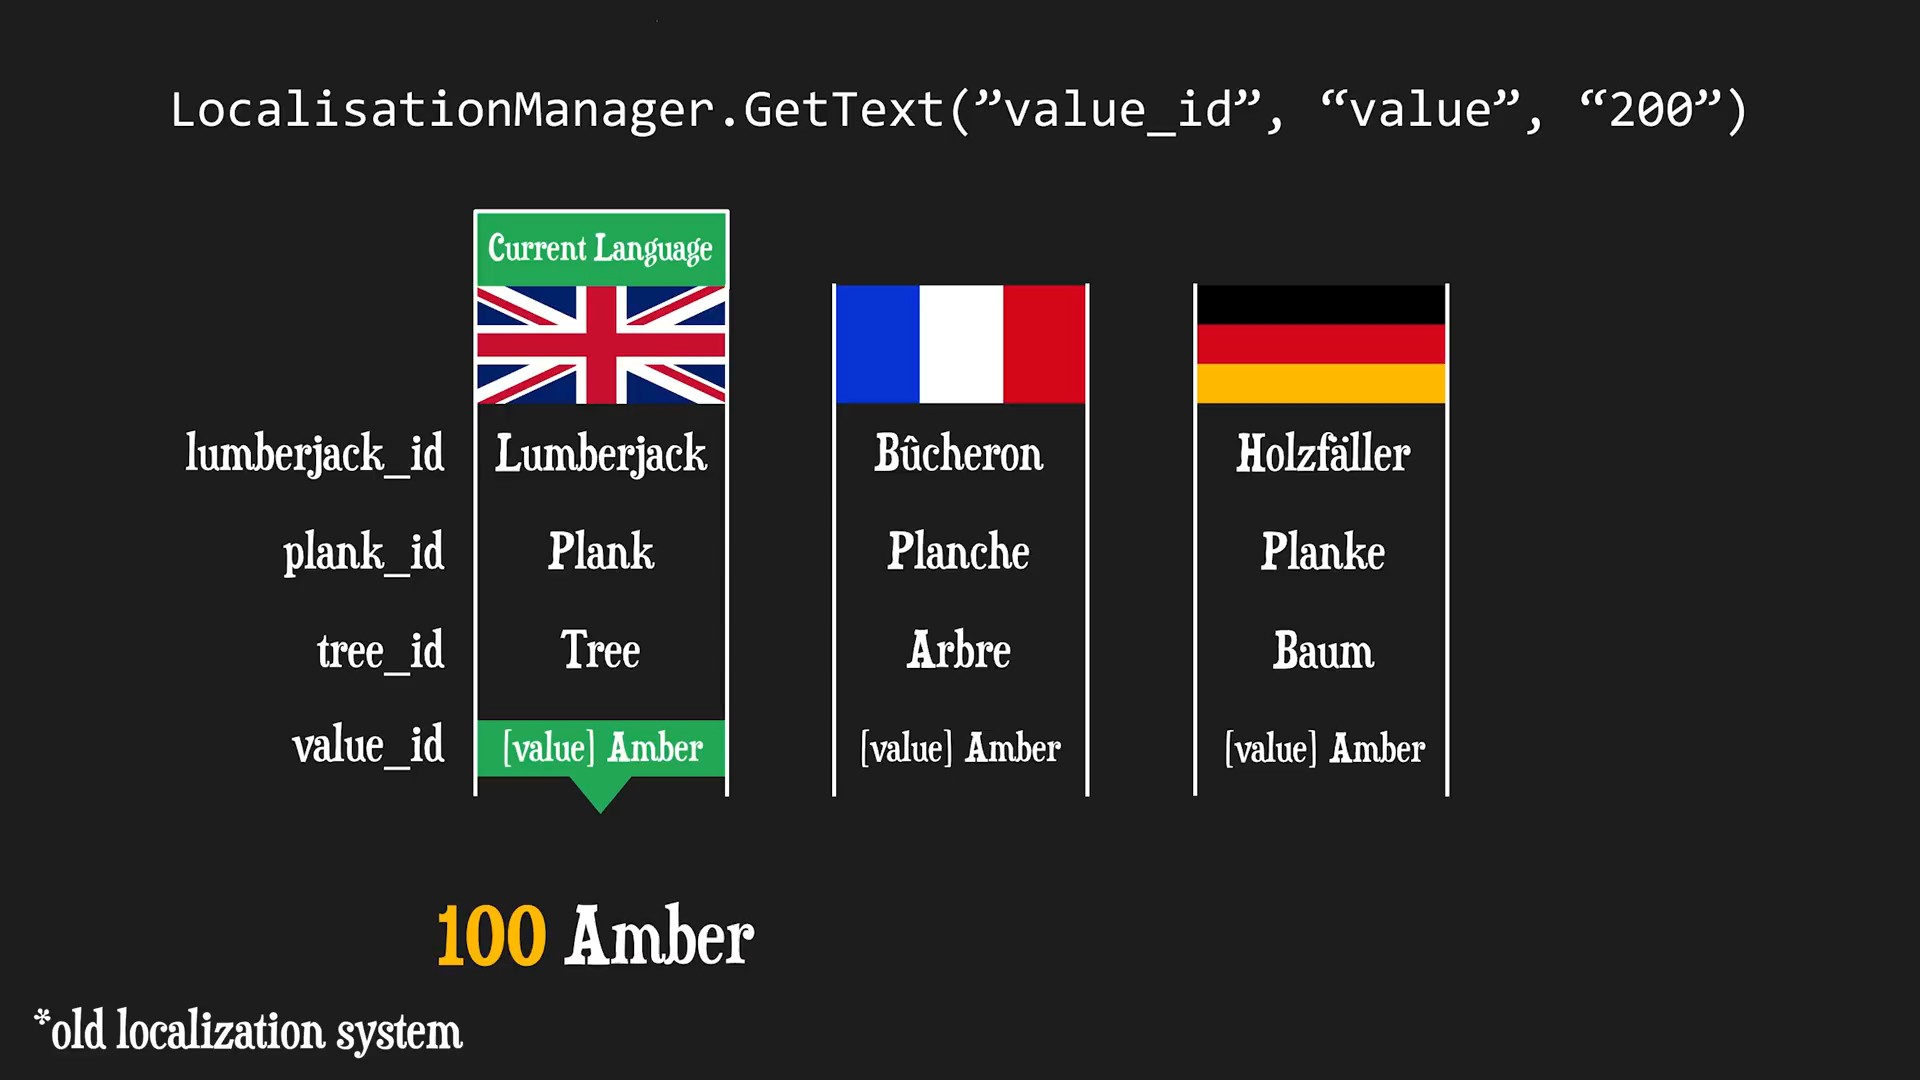 LocalisationManager.GetText(”value_id”, “value”, “200”)
Current Language
lumberjack_id Lumberjack Bûcheron Holzfäller
plank_id Plank Planche Planke
tree_id Tree Arbre Baum
value_id [value] Amber [value] Amber [value] Amber
100 Amber
*old localization system